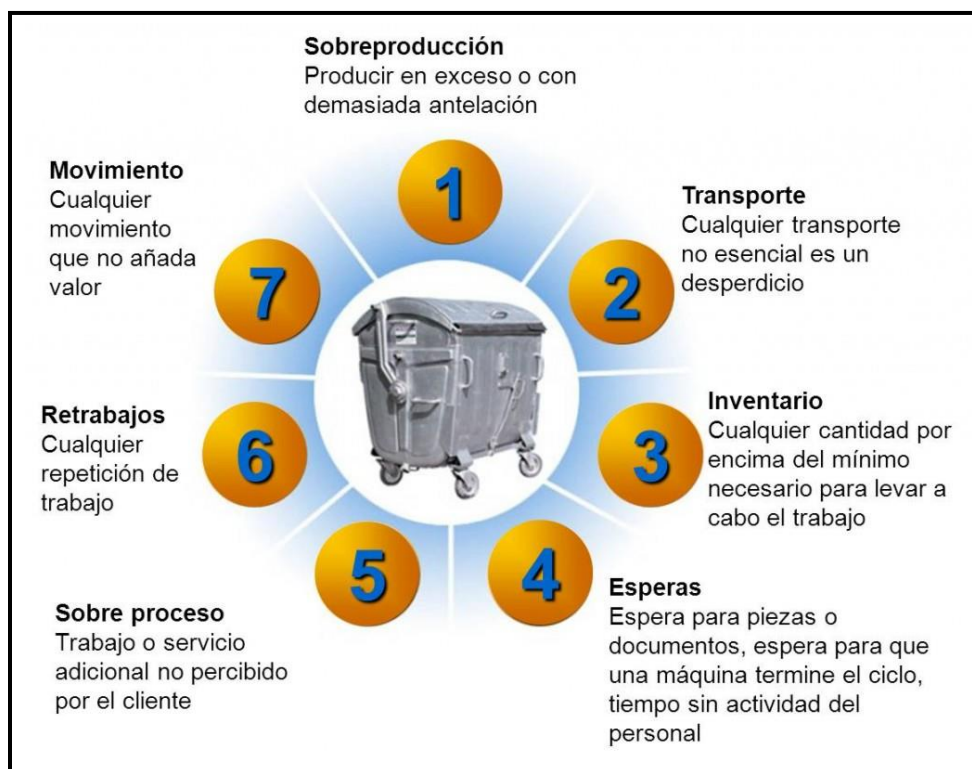 Sobreproducción
Producir en exceso o con
demasiada antelación
1
Transporte
Cualquier transporte
no esencial es un
desperdicio
2
Inventario
Cualquier cantidad por
encima del mínimo
necesario para levar a
cabo el trabajo
3
Esperas
Espera para piezas o
documentos, espera para que
una máquina termine el ciclo,
tiempo sin actividad del
personal
4
Sobre proceso
Trabajo o servicio
adicional no percibido
por el cliente
5
Retrabajos
Cualquier
repetición de
trabajo
6
Movimiento
Cualquier
movimiento
que no añada
valor
7